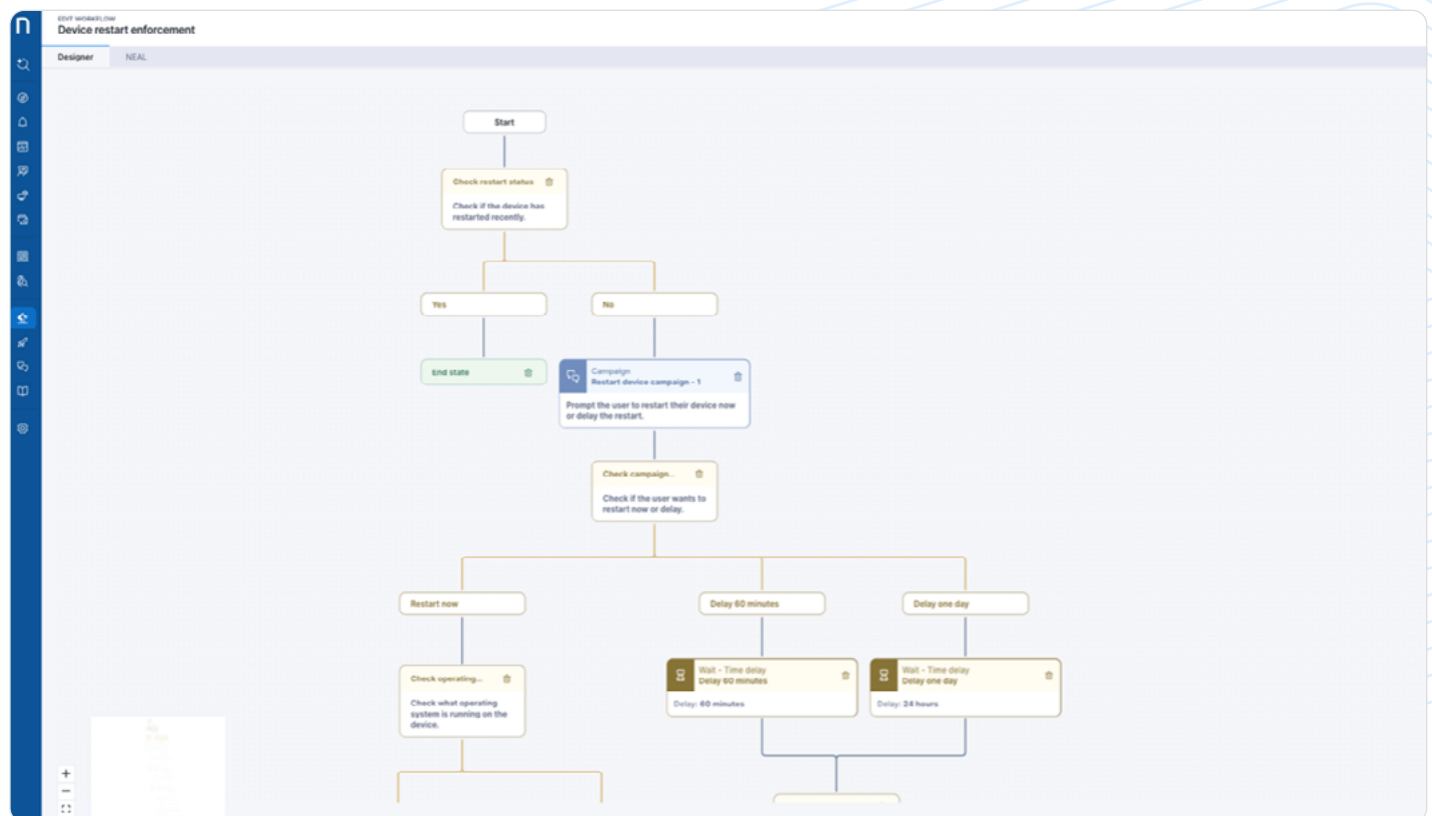 n
EDIT WORKFLOW
Device restart enforcement
Designer
NEAL
Start
Check restart status
Check if the device has
restarted recently.
Yes
No
End state
Campaign
Restart device campaign - 1
Prompt the user to restart their device now
or delay the restart.
Check campaign...
Check if the user wants to
restart now or delay.
Restart now
Delay 60 minutes
Delay one day
Check operating...
Check what operating
system is running on the
device.
Wait - Time delay
Delay 60 minutes
Delay: 60 minutes
Wait - Time delay
Delay one day
Delay: 24 hours